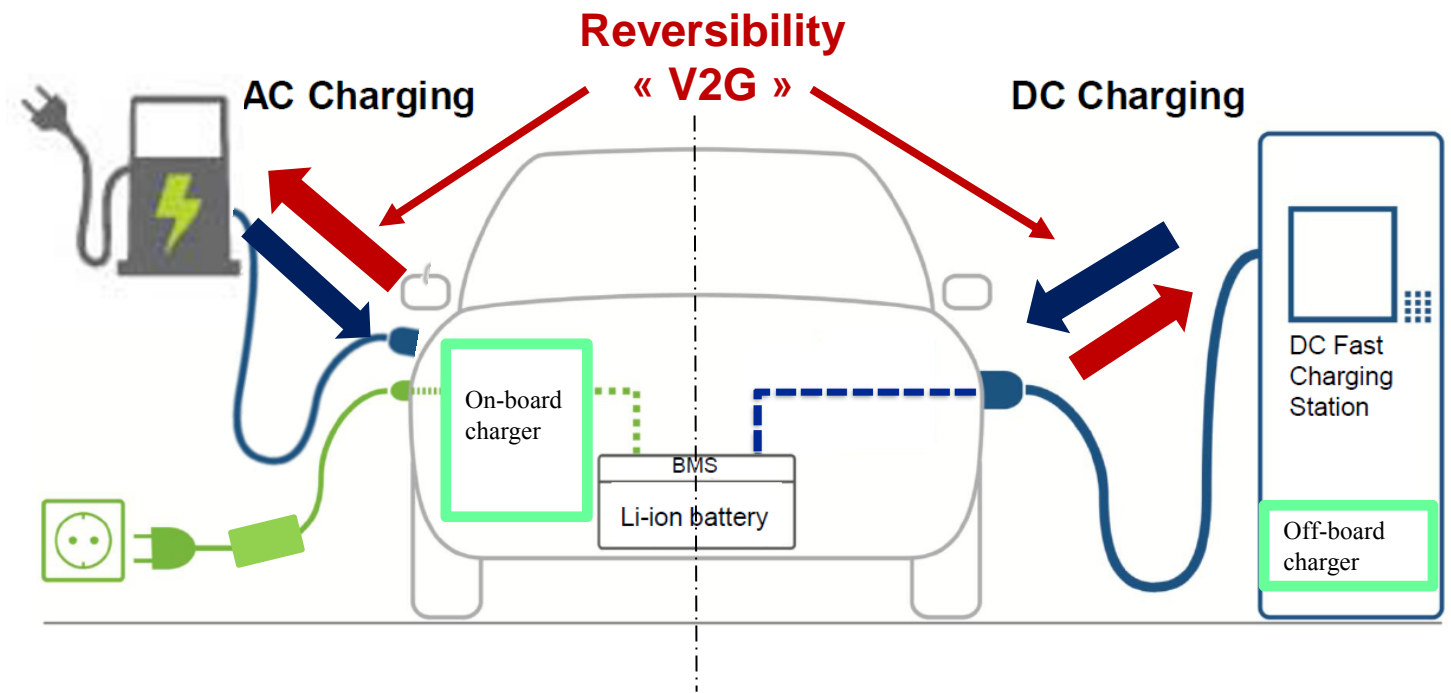 Reversibility
« V2G »
AC Charging
DC Charging
On-board
charger
BMS
Li-ion battery
DC Fast
Charging
Station
Off-board
charger